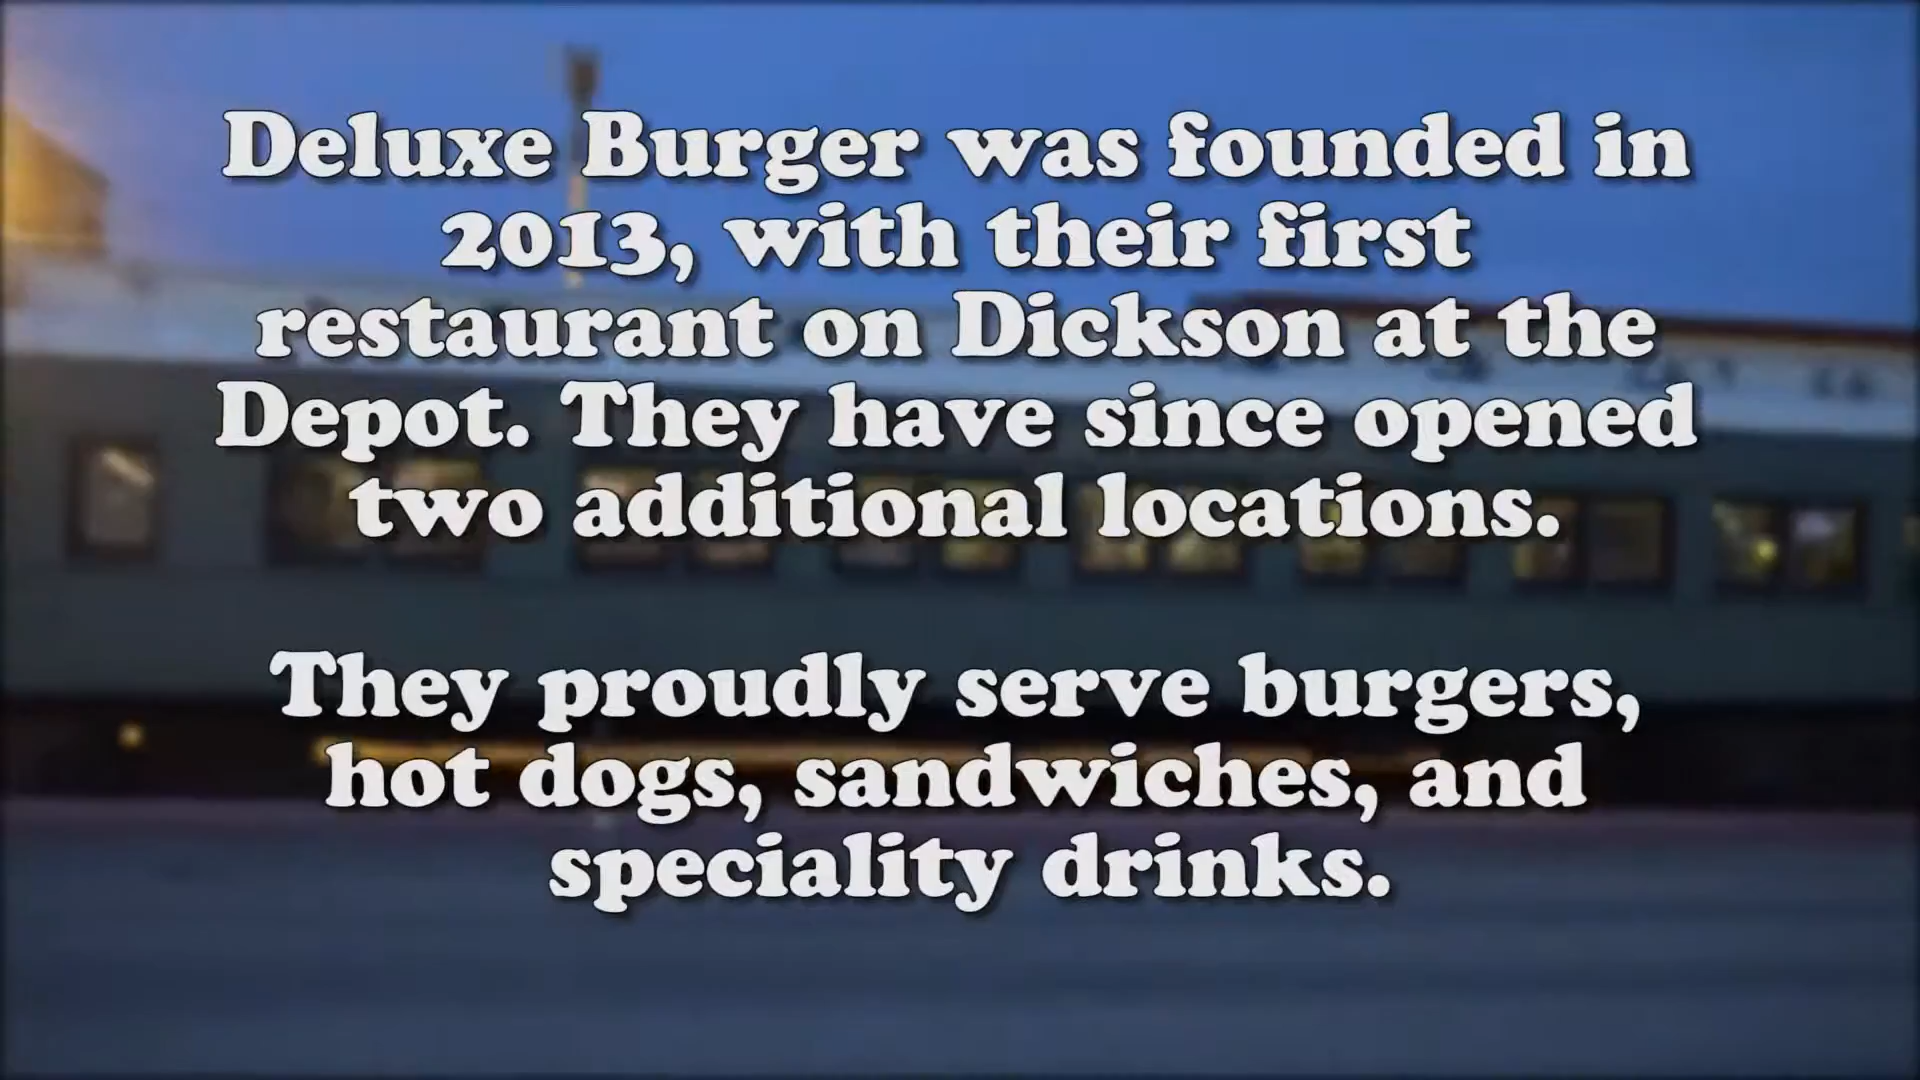 Deluxe Burger was founded in
2013, with their first
restaurant on Dickson at the
Depot. They have since opened
two additional locations.
They proudly serve burgers,
hot dogs, sandwiches, and
speciality drinks.